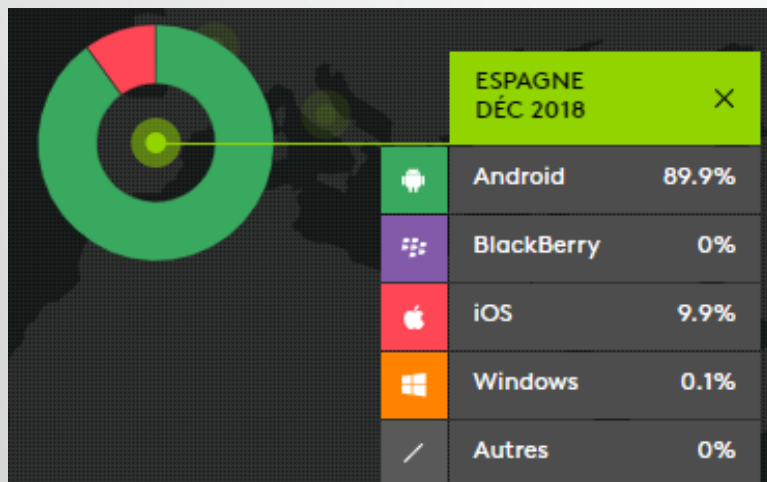 ESPAGNE
DÉC 2018
Android 89.9%
BlackBerry 0%
iOS 9.9%
Windows 0.1%
Autres 0%